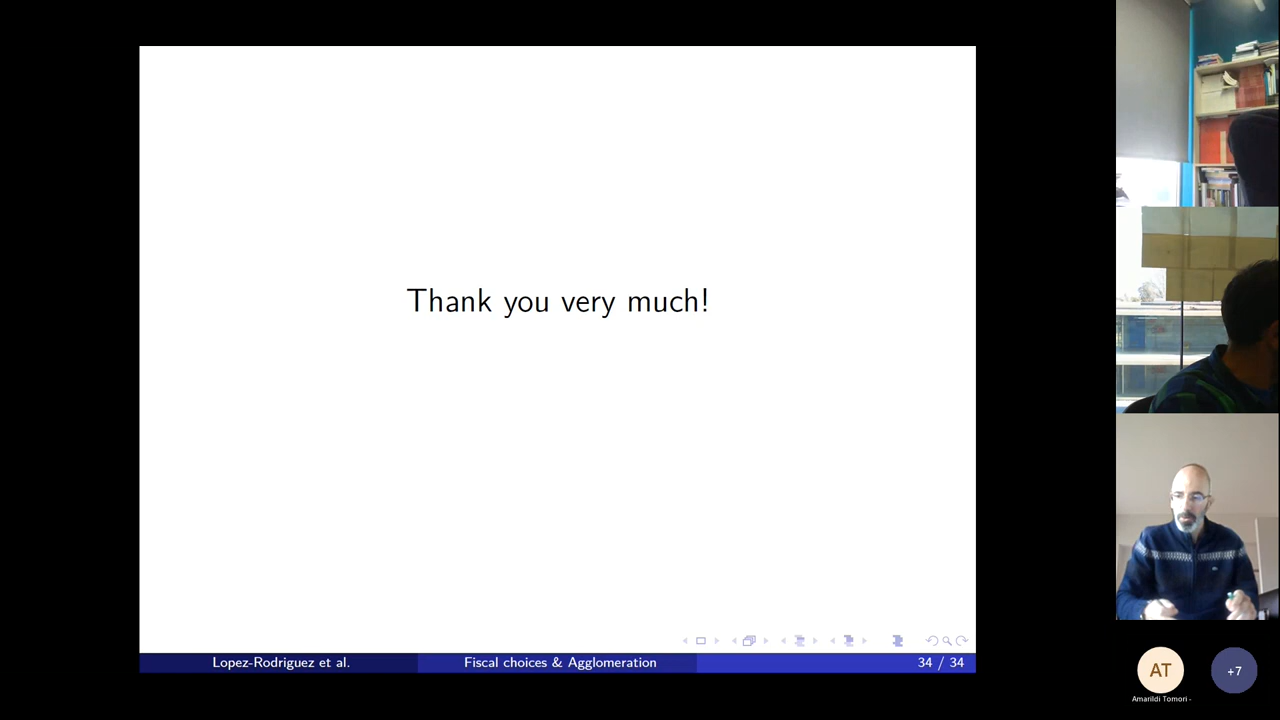 Thank you very much!
Lopez-Rodriguez et al.
Fiscal choices & Agglomeration
34 / 34
AT
+7
Amarildi Tomori -